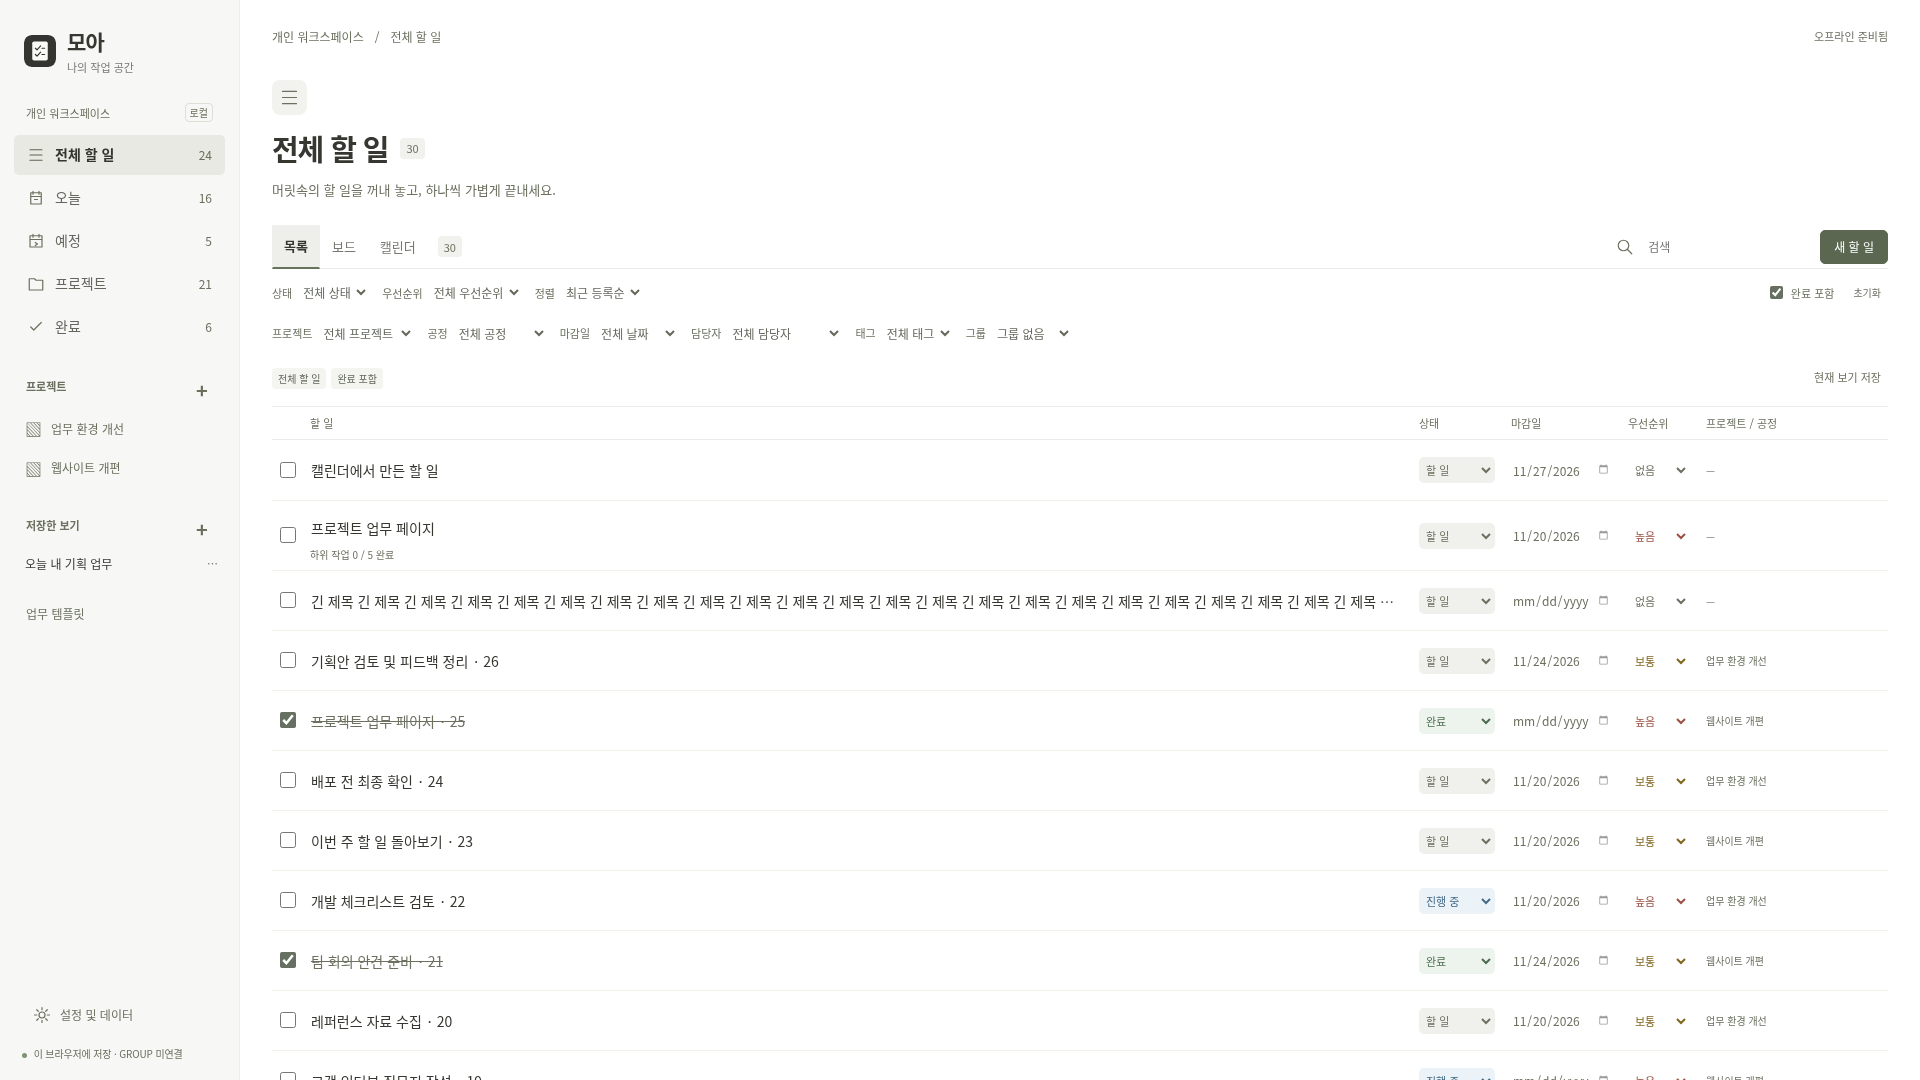 모아
나의 작업 공간
개인 워크스페이스 로컬
전체 할 일 24
오늘 16
예정 5
프로젝트 21
완료 6
프로젝트 +
업무 환경 개선
웹사이트 개편
저장한 보기 +
오늘 내 기획 업무 ···
업무 템플릿
설정 및 데이터
이 브라우저에 저장 · GROUP 미연결
개인 워크스페이스 / 전체 할 일
오프라인 준비됨
전체 할 일 30
머릿속의 할 일을 꺼내 놓고, 하나씩 가볍게 끝내세요.
목록 보드 캘린더 30 검색 새 할 일
상태 전체 상태 우선순위 전체 우선순위 정렬 최근 등록순 완료 포함 초기화
프로젝트 전체 프로젝트 공정 전체 공정 마감일 전체 날짜 담당자 전체 담당자 태그 전체 태그 그룹 그룹 없음
전체 할 일 완료 포함 현재 보기 저장
할 일 상태 마감일 우선순위 프로젝트 / 공정
캘린더에서 만든 할 일 할 일 11/27/2026 없음 —
프로젝트 업무 페이지 할 일 11/20/2026 높음 —
하위 작업 0 / 5 완료
긴 제목 긴 제목 긴 제목 긴 제목 긴 제목 긴 제목 긴 제목 긴 제목 긴 제목 긴 제목 긴 제목 긴 제목 긴 제목 긴 제목 긴 제목 긴 제목 긴 제목 긴 제목 긴 제목 긴 제목 긴 제목 긴 제목 긴 제목 … 할 일 mm/dd/yyyy 없음 —
기획안 검토 및 피드백 정리 · 26 할 일 11/24/2026 보통 업무 환경 개선
프로젝트 업무 페이지 · 25 완료 mm/dd/yyyy 높음 웹사이트 개편
배포 전 최종 확인 · 24 할 일 11/20/2026 보통 업무 환경 개선
이번 주 할 일 돌아보기 · 23 할 일 11/20/2026 보통 웹사이트 개편
개발 체크리스트 검토 · 22 진행 중 11/20/2026 높음 업무 환경 개선
팀 회의 안건 준비 · 21 완료 11/24/2026 보통 웹사이트 개편
레퍼런스 자료 수집 · 20 할 일 11/20/2026 보통 업무 환경 개선